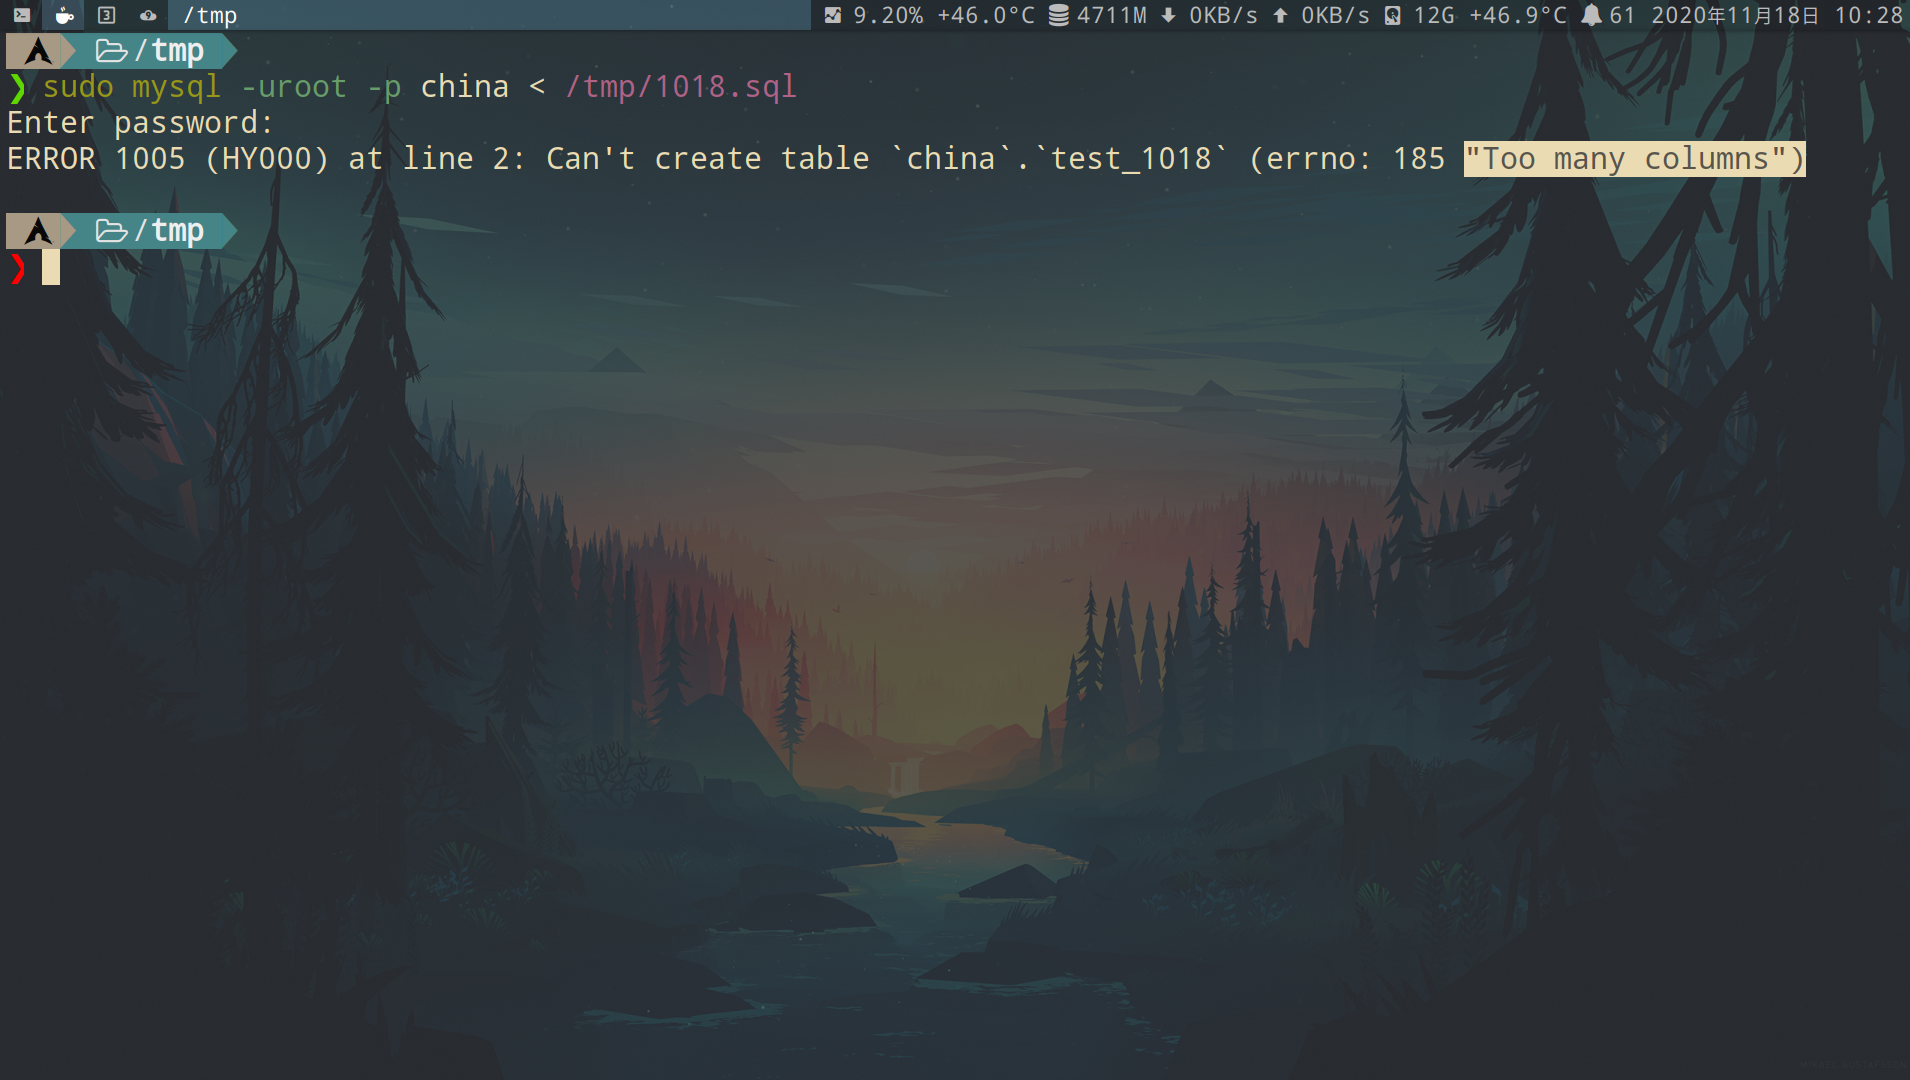 3 /tmp 9.20% +46.0°C 4711M 0KB/s 0KB/s 12G +46.9°C 61 2020年11月18日 10:28
/tmp
❯ sudo mysql -uroot -p china < /tmp/1018.sql
Enter password:
ERROR 1005 (HY000) at line 2: Can't create table `china`.`test_1018` (errno: 185 "Too many columns")
/tmp
❯